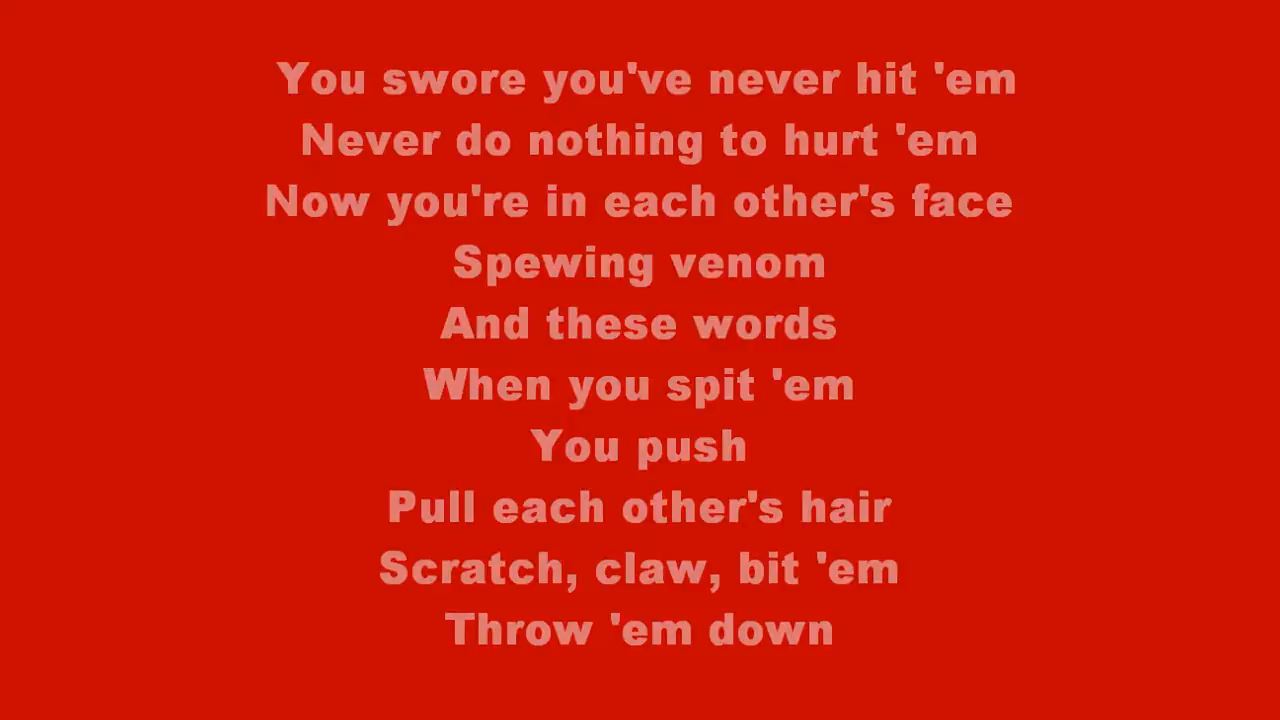 You swore you've never hit 'em
Never do nothing to hurt 'em
Now you're in each other's face
Spewing venom
And these words
When you spit 'em
You push
Pull each other's hair
Scratch, claw, bit 'em
Throw 'em down